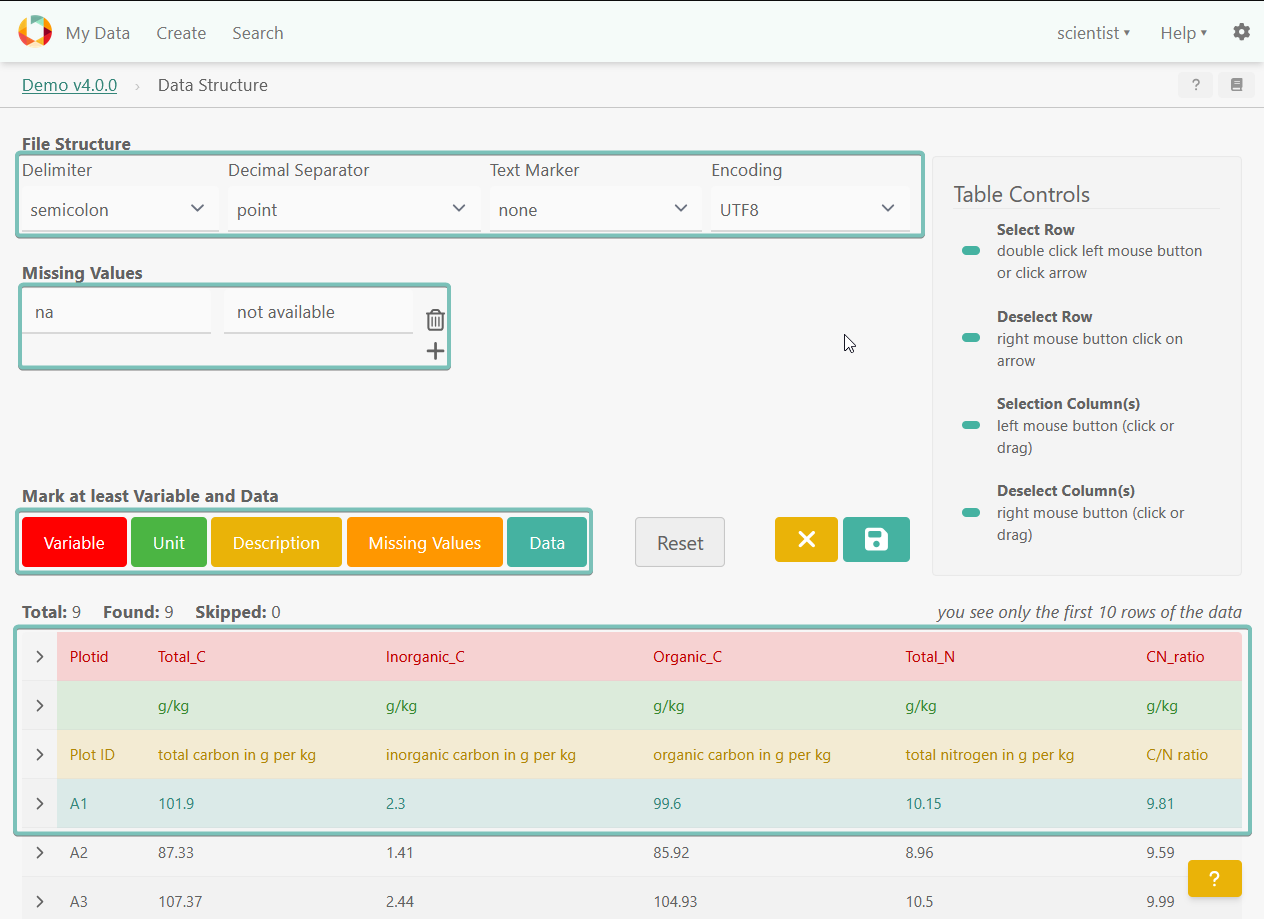 My Data Create Search scientist Help
Demo v4.0.0 › Data Structure ?
File Structure
Delimiter Decimal Separator Text Marker Encoding
semicolon point none UTF8
Missing Values
na not available
Table Controls
Select Row
double click left mouse button
or click arrow
Deselect Row
right mouse button click on
arrow
Selection Column(s)
left mouse button (click or
drag)
Deselect Column(s)
right mouse button (click or
drag)
Mark at least Variable and Data
Variable Unit Description Missing Values Data Reset
Total: 9 Found: 9 Skipped: 0 you see only the first 10 rows of the data
Plotid Total_C Inorganic_C Organic_C Total_N CN_ratio
g/kg g/kg g/kg g/kg g/kg
Plot ID total carbon in g per kg inorganic carbon in g per kg organic carbon in g per kg total nitrogen in g per kg C/N ratio
A1 101.9 2.3 99.6 10.15 9.81
A2 87.33 1.41 85.92 8.96 9.59
A3 107.37 2.44 104.93 10.5 9.99
?